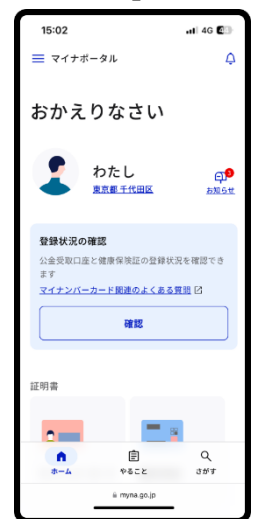 15:02
4G
マイナポータル
おかえりなさい
わたし
東京都 千代田区
3
お知らせ
登録状況の確認
公金受取口座と健康保険証の登録状況を確認でき
ます
マイナンバーカード関連のよくある質問
確認
証明書
ホーム
やること
さがす
myna.go.jp